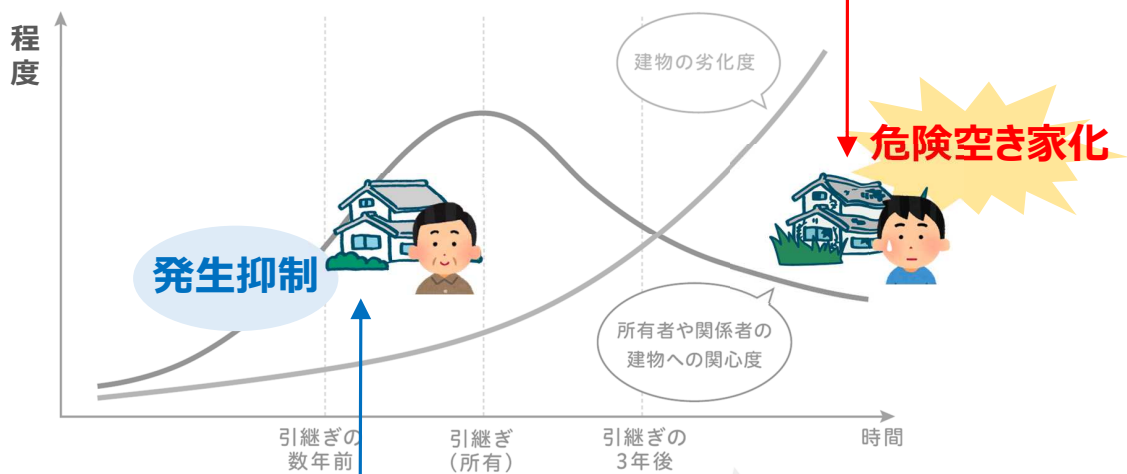 程
度
建物の劣化度
危険空き家化
発生抑制
所有者や関係者の
建物への関心度
引継ぎの
数年前
引継ぎ
（所有）
引継ぎの
3年後
時間